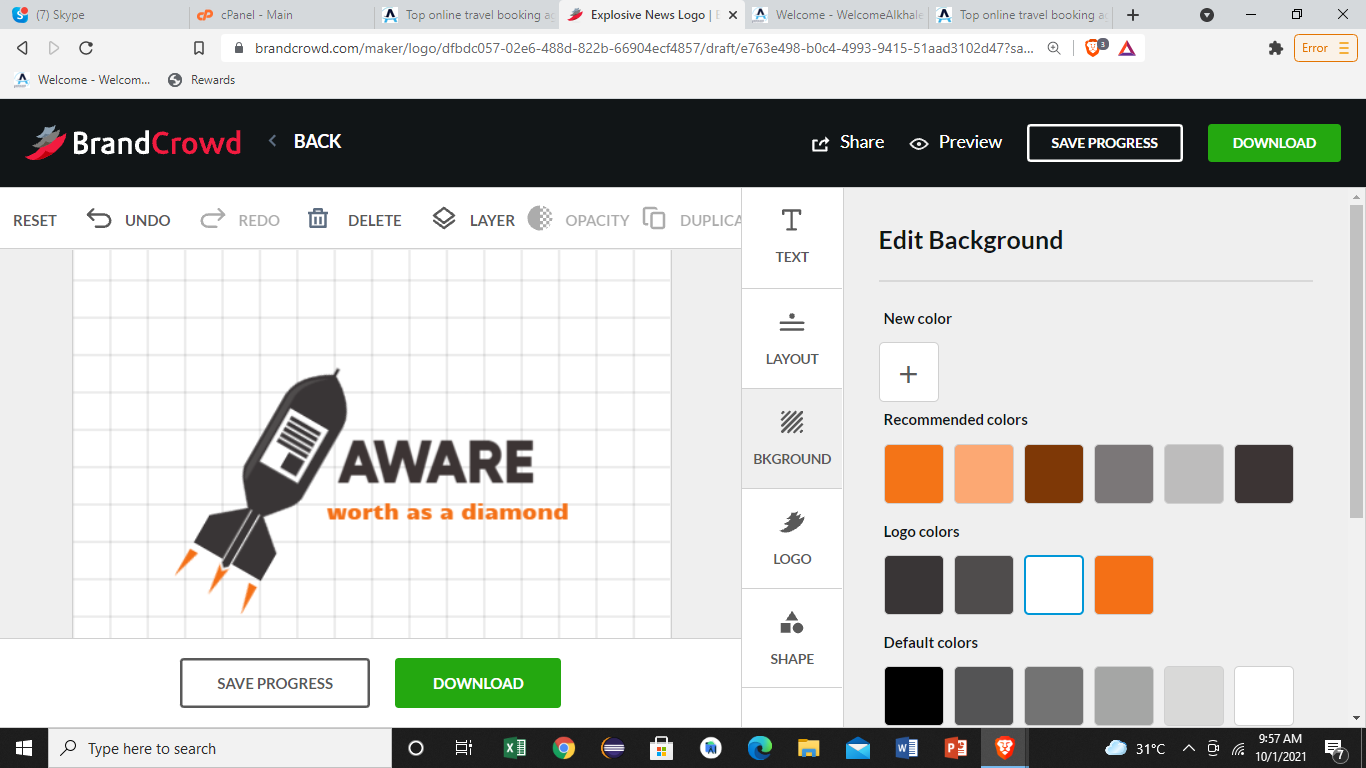 (7) Skype
cPanel - Main
Top online travel booking ag
Explosive News Logo | B
Welcome - WelcomeAlkhale
Top online travel booking ag
brandcrowd.com/maker/logo/dfbdc057-02e6-488d-822b-66904ecf4857/draft/e763e498-b0c4-4993-9415-51aad3102d47?sa...
3
Error
Welcome - Welcom...
Rewards
BrandCrowd
BACK
Share
Preview
SAVE PROGRESS
DOWNLOAD
RESET
UNDO
REDO
DELETE
LAYER
OPACITY
DUPLICA
AWARE
worth as a diamond
SAVE PROGRESS
DOWNLOAD
TEXT
LAYOUT
BKGROUND
LOGO
SHAPE
Edit Background
New color
Recommended colors
Logo colors
Default colors
Type here to search
31°C
9:57 AM
10/1/2021
7